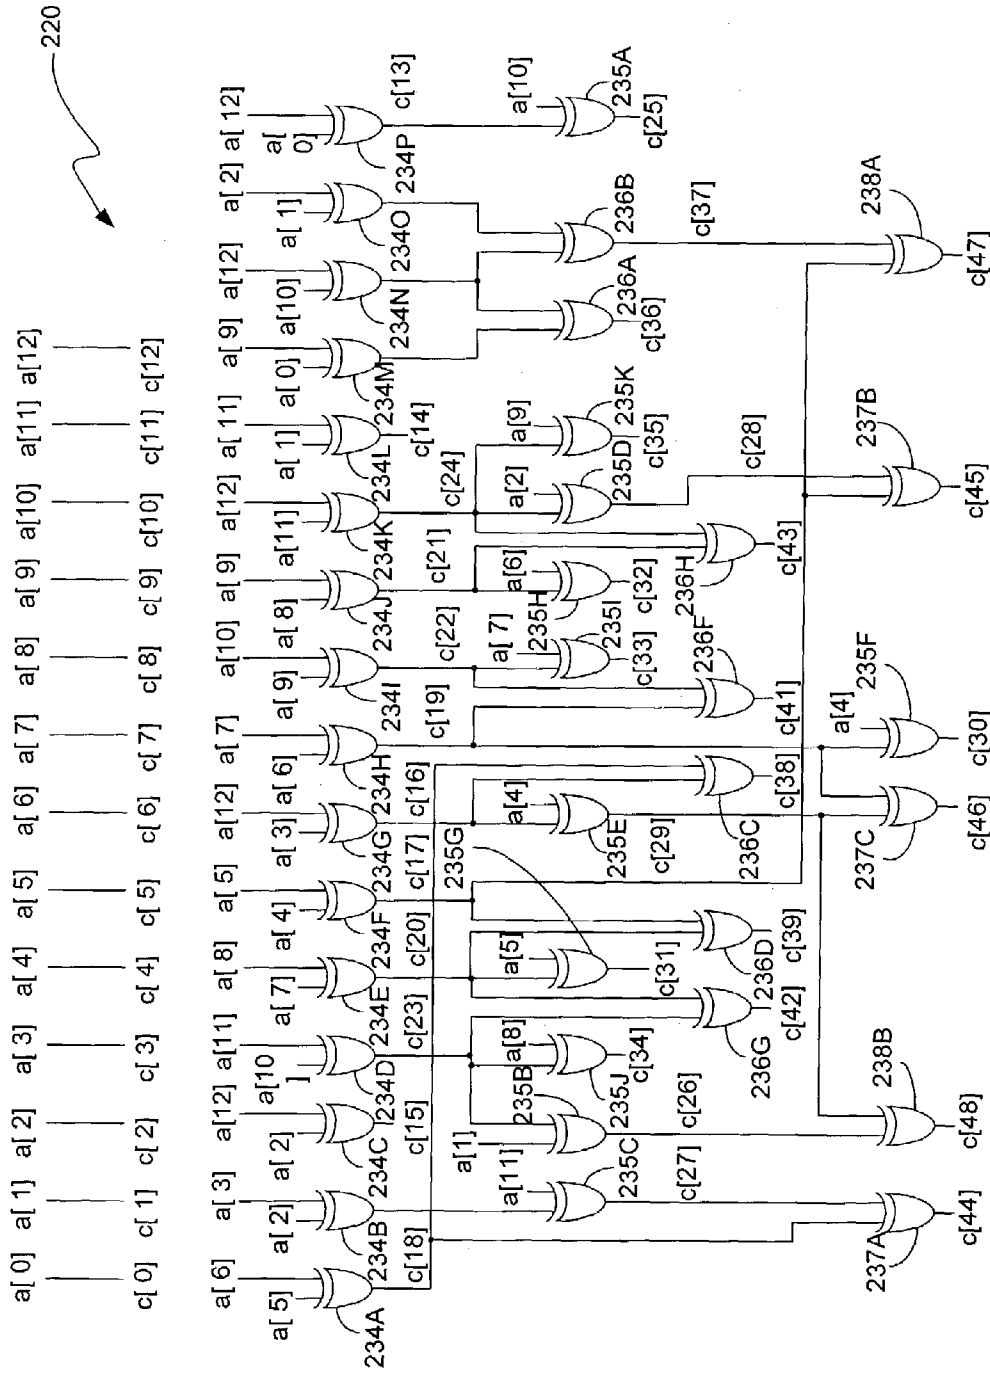 220
a[ 0] a[ 1] a[ 2] a[ 3] a[ 4] a[ 5] a[ 6] a[ 7] a[ 8] a[ 9] a[10] a[11] a[12]
c[ 0] c[ 1] c[ 2] c[ 3] c[ 4] c[ 5] c[ 6] c[ 7] c[ 8] c[ 9] c[10] c[11] c[12]
a[ 6] a[ 3] a[12] a[11] a[ 8] a[ 5] a[12] a[ 7] a[10] a[ 9] a[12] a[ 11] a[ 9] a[12] a[ 2] a[ 12]
a[ 5] a[ 2] a[ 2] a[10 ] a[ 7] a[ 4] a[ 3] a[ 6] a[ 9] a[ 8] a[11] a[ 1] a[ 0] a[10] a[ 1] a[ 0]
234A 234B 234C 234D 234E 234F 234G 234H 234I 234J 234K 234L 234M 234N 234O 234P
c[18] c[15] c[23] c[20] c[17] c[16] c[19] c[22] c[21] c[24] c[14] c[13]
235G
a[1] a[11] 235B a[8] a[5] a[4] a[ 7] a[6] a[2] a[9] a[10]
235C 235J 235E 235I 235H 235D 235K 236A 236B 235A
c[34] c[31] c[33] c[32] c[35] c[36] c[25]
c[27] c[26] c[29] c[28] c[37]
236G 236D 236C 236F 236H
c[42] c[39] c[38] c[41] c[43]
a[4]
237A 238B 237C 235F 237B 238A
c[44] c[48] c[46] c[30] c[45] c[47]